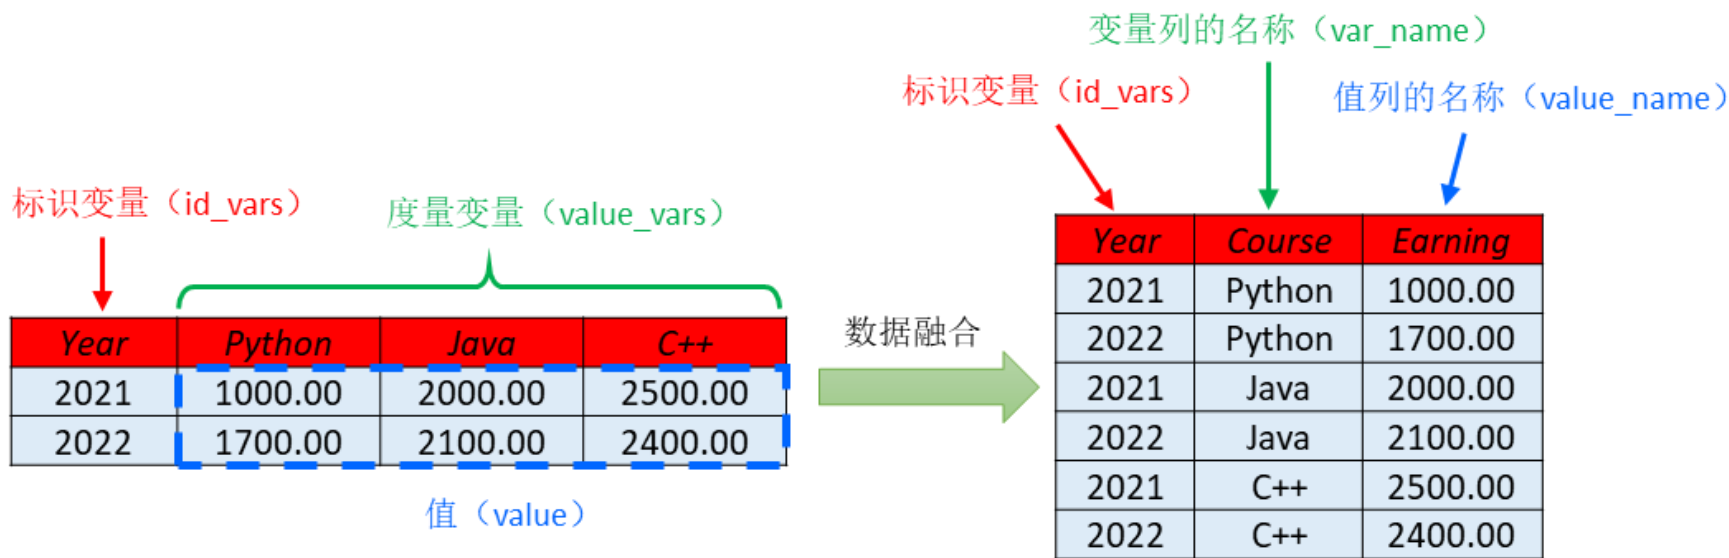 变量列的名称（var_name）
标识变量（id_vars）
值列的名称（value_name）
标识变量（id_vars）
度量变量（value_vars）
Year Python Java C++
2021 1000.00 2000.00 2500.00
2022 1700.00 2100.00 2400.00
值（value）
数据融合
Year Course Earning
2021 Python 1000.00
2022 Python 1700.00
2021 Java 2000.00
2022 Java 2100.00
2021 C++ 2500.00
2022 C++ 2400.00